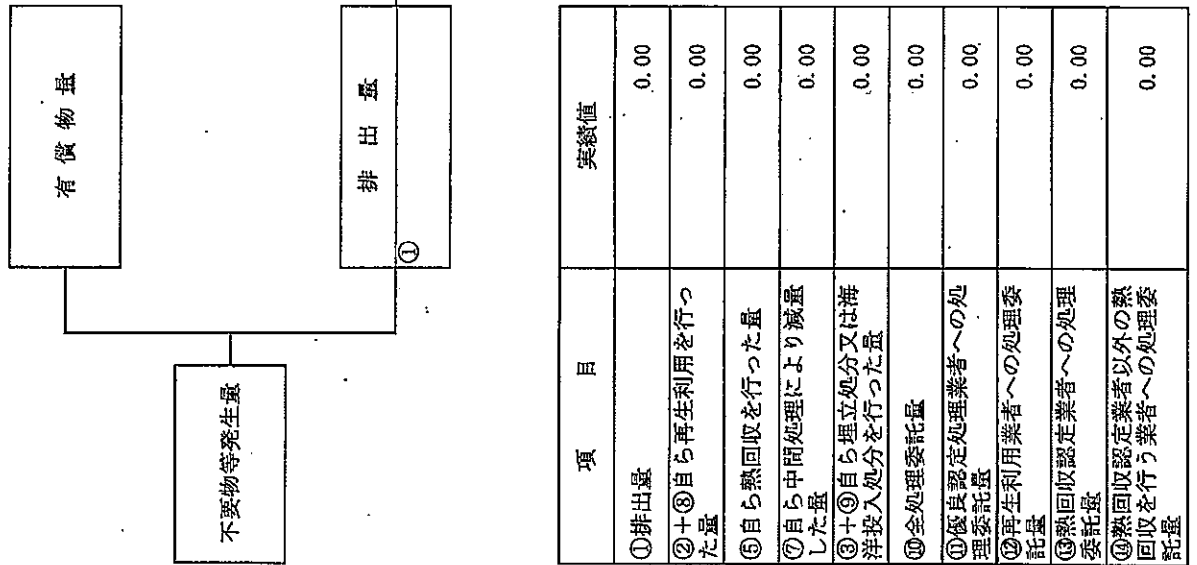 不要物等発生量
有償物量
排出量
①
項目
実績値
①排出量
0.00
②+⑧自ら再生利用を行っ
た量
0.00
⑤自ら熱回収を行った量
0.00
⑦自ら中間処理により減量
した量
0.00
③+⑨自ら埋立処分又は海
洋投入処分を行った量
0.00
⑩全処理委託量
0.00
⑪優良認定処理業者への処
理委託量
0.00
⑫再生利用業者への処理委
託量
0.00
⑬熱回収認定業者への処理
委託量
0.00
⑭熱回収認定業者以外の熱
回収を行う業者への処理委
託量
0.00